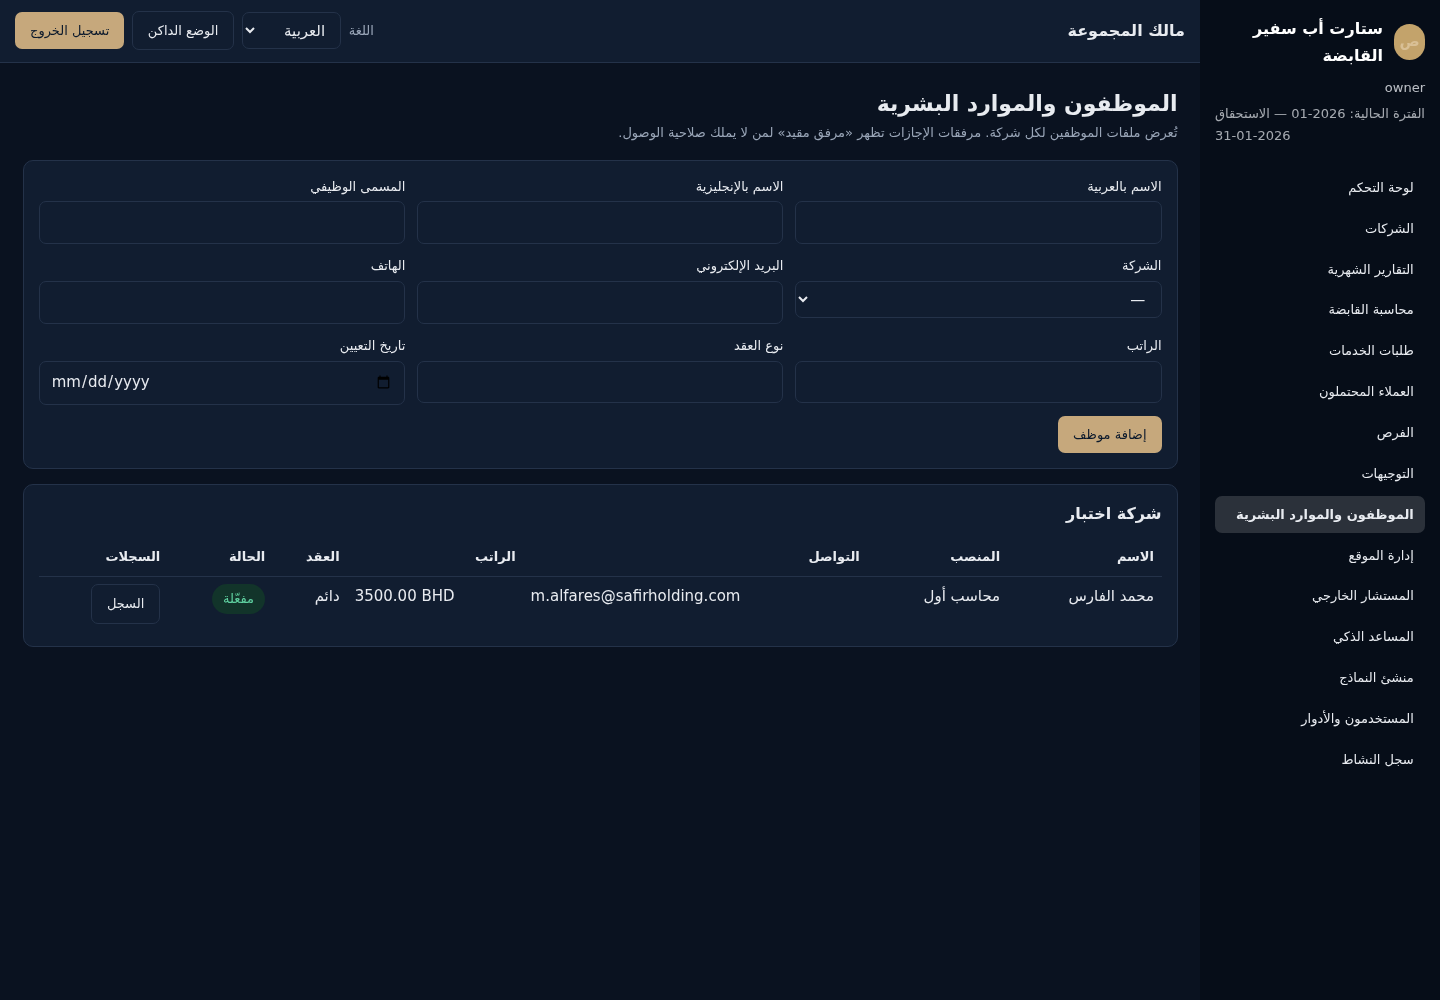 ص
ستارت أب سفير
القابضة
owner
الفترة الحالية: 2026-01 — الاستحقاق
31-01-2026
لوحة التحكم
الشركات
التقارير الشهرية
محاسبة القابضة
طلبات الخدمات
العملاء المحتملون
الفرص
التوجيهات
الموظفون والموارد البشرية
إدارة الموقع
المستشار الخارجي
المساعد الذكي
منشئ النماذج
المستخدمون والأدوار
سجل النشاط
مالك المجموعة اللغة العربية الوضع الداكن تسجيل الخروج
الموظفون والموارد البشرية
تُعرض ملفات الموظفين لكل شركة. مرفقات الإجازات تظهر «مرفق مقيد» لمن لا يملك صلاحية الوصول.
الاسم بالعربية الاسم بالإنجليزية المسمى الوظيفي
الشركة البريد الإلكتروني الهاتف
—
الراتب نوع العقد تاريخ التعيين
mm/dd/yyyy
إضافة موظف
شركة اختبار
الاسم المنصب التواصل الراتب العقد الحالة السجلات
محمد الفارس محاسب أول m.alfares@safirholding.com 3500.00 BHD دائم مفعّلة السجل